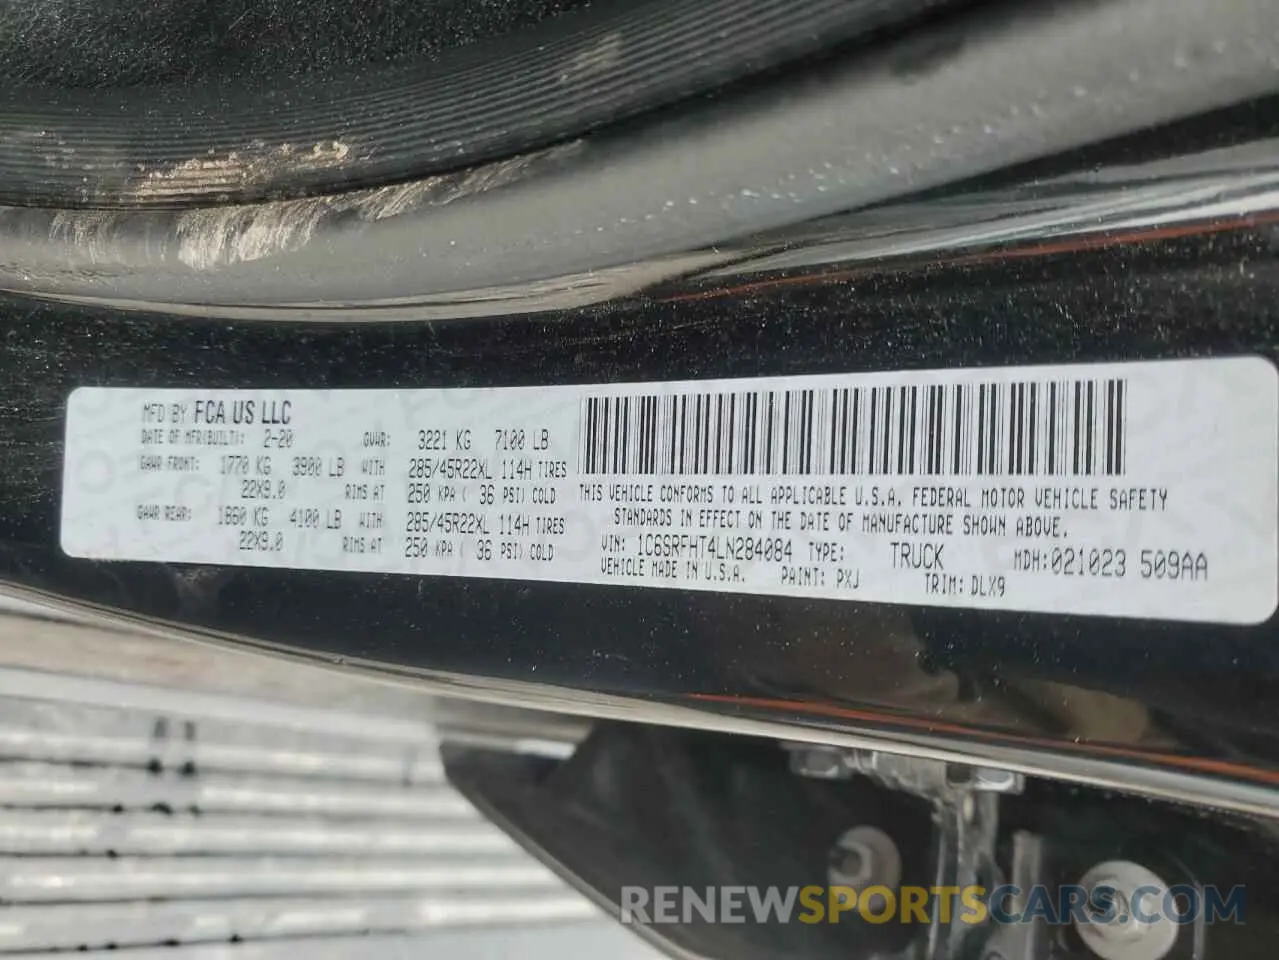 MFD BY FCA US LLC
DATE OF MFR(BUILT): 2-20 GVWR: 3221 KG 7100 LB
GAWR FRONT: 1770 KG 3900 LB WITH 285/45R22XL 114H TIRES
22X9.0 RIMS AT 250 KPA ( 36 PSI) COLD
GAWR REAR: 1860 KG 4100 LB WITH 285/45R22XL 114H TIRES
22X9.0 RIMS AT 250 KPA ( 36 PSI) COLD
THIS VEHICLE CONFORMS TO ALL APPLICABLE U.S.A. FEDERAL MOTOR VEHICLE SAFETY
STANDARDS IN EFFECT ON THE DATE OF MANUFACTURE SHOWN ABOVE.
VIN: 1C6SRFHT4LN284084 TYPE: TRUCK MDH:021023 509AA
VEHICLE MADE IN U.S.A. PAINT: PXJ TRIM: DLX9
RENEWSPORTSCARS.COM